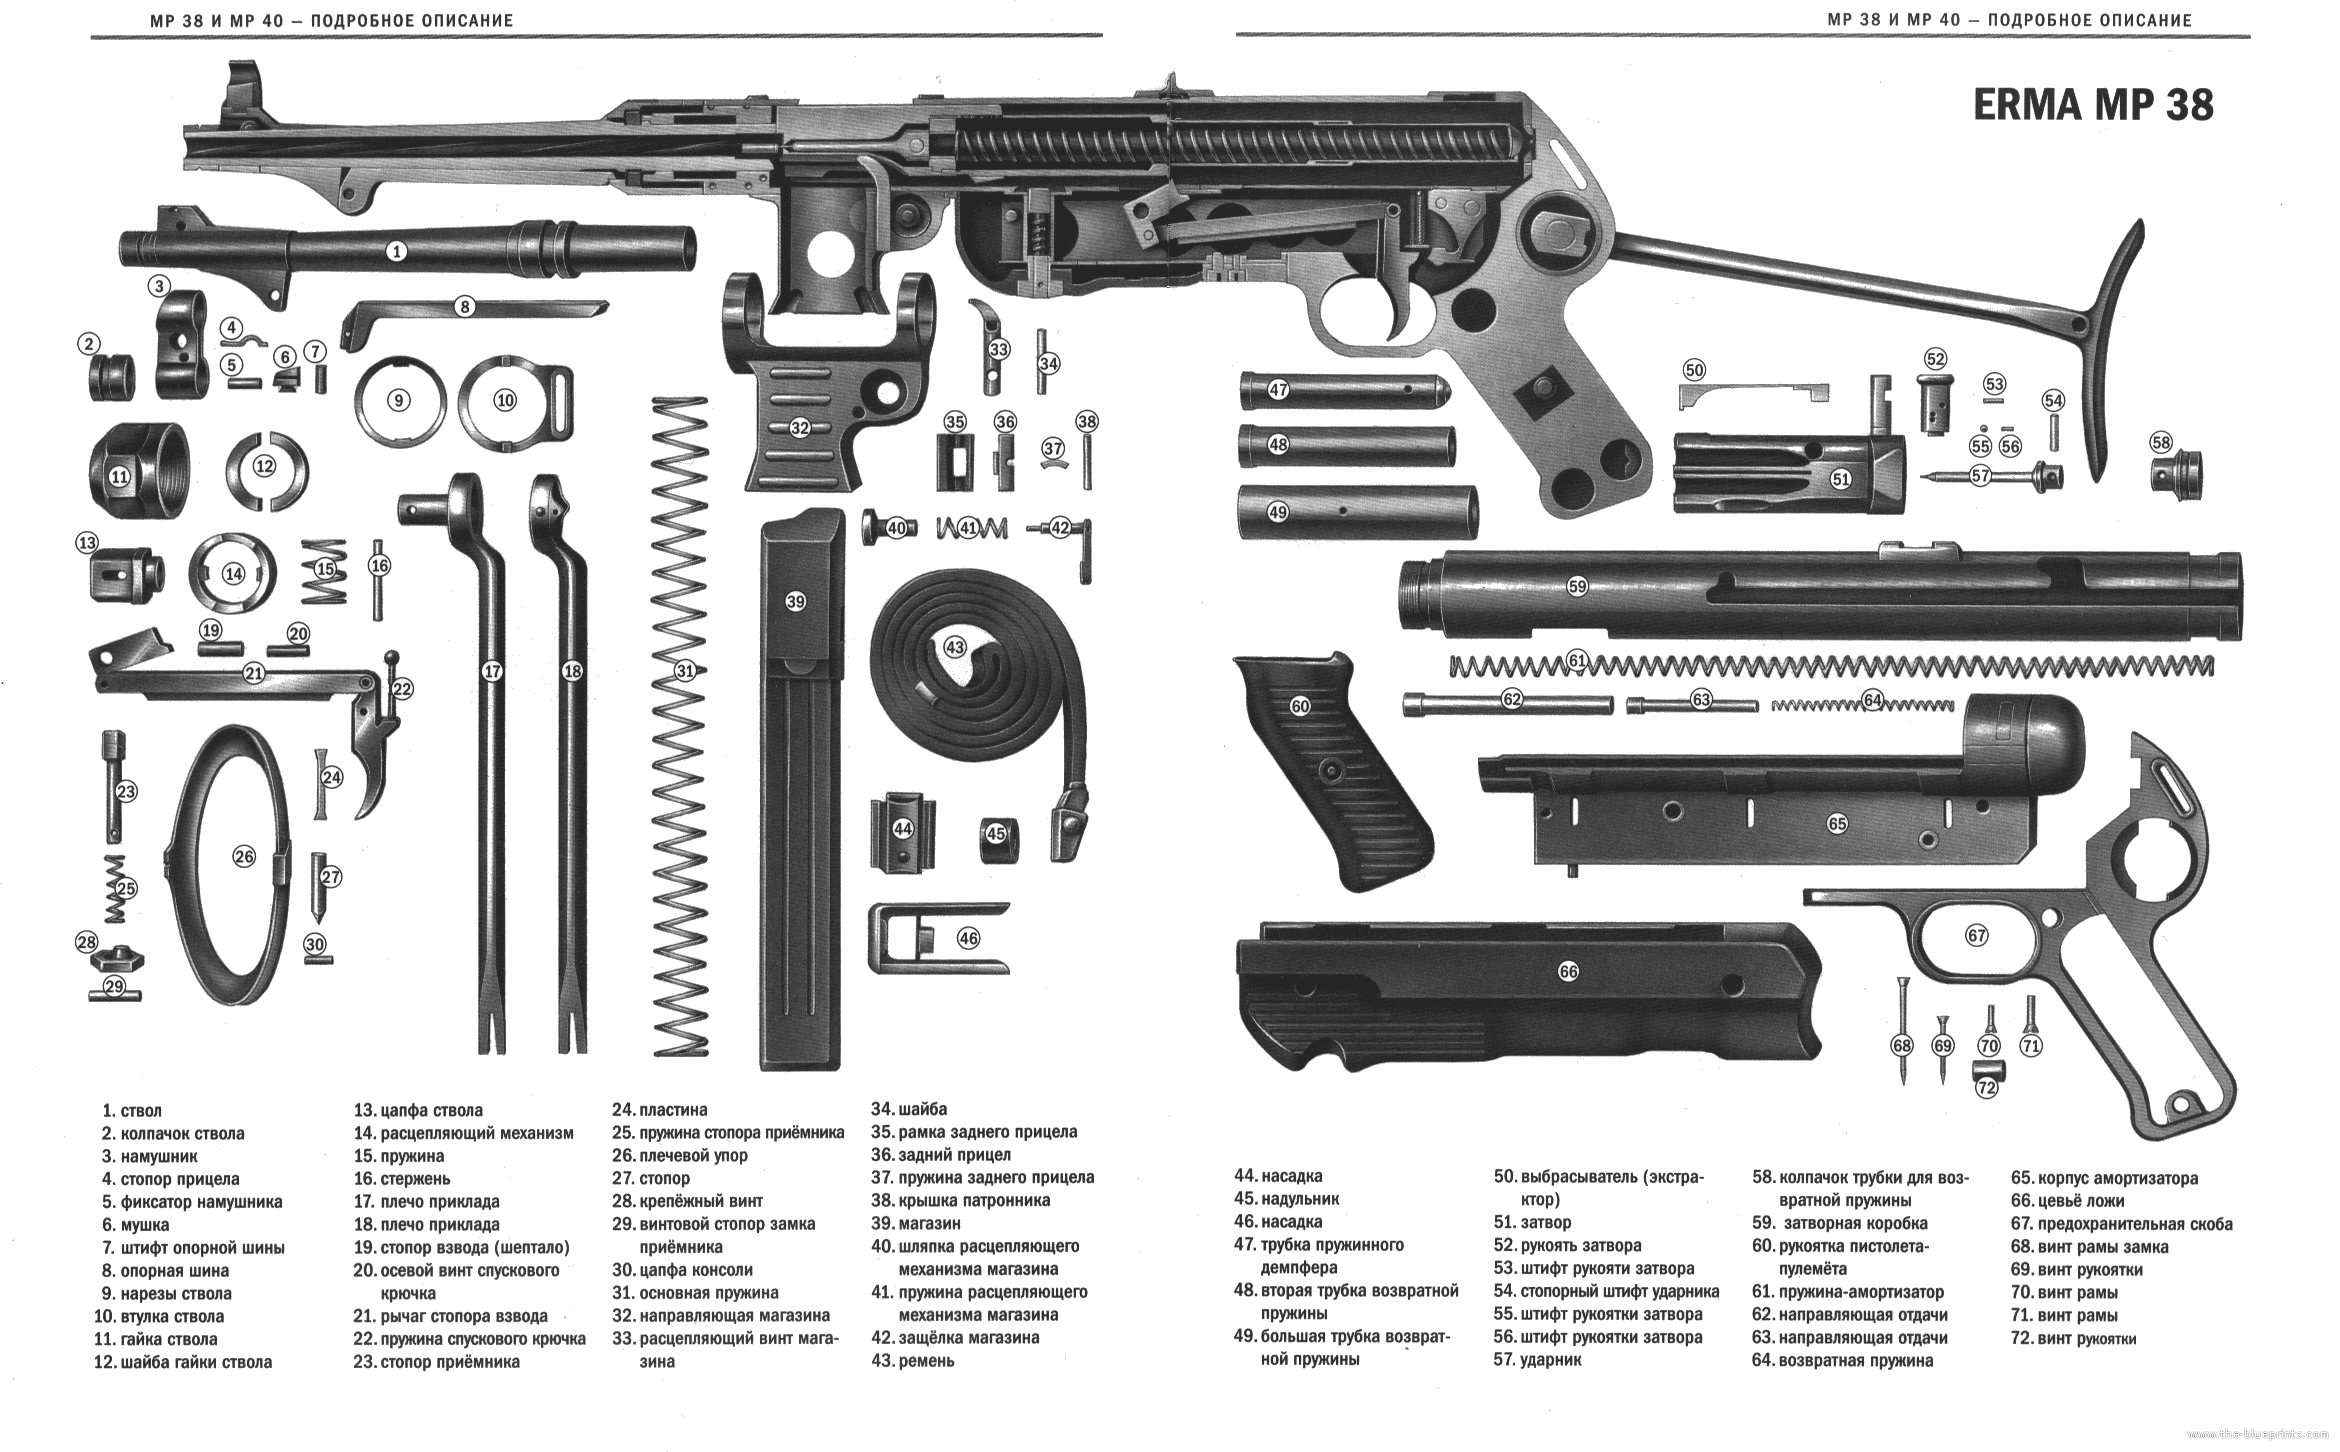 МР 38 И МР 40 — ПОДРОБНОЕ ОПИСАНИЕ
МР 38 И МР 40 — ПОДРОБНОЕ ОПИСАНИЕ
ERMA MP 38
1
2
3
4
5
6
7
8
9
10
11
12
13
14
15
16
17
18
19
20
21
22
23
24
25
26
27
28
29
30
31
32
33
34
35
36
37
38
39
40
41
42
43
44
45
46
47
48
49
50
51
52
53
54
55
56
57
58
59
60
61
62
63
64
65
66
67
68
69
70
71
72
1. ствол
2. колпачок ствола
3. намушник
4. стопор прицела
5. фиксатор намушника
6. мушка
7. штифт опорной шины
8. опорная шина
9. нарезы ствола
10. втулка ствола
11. гайка ствола
12. шайба гайки ствола
13. цапфа ствола
14. расцепляющий механизм
15. пружина
16. стержень
17. плечо приклада
18. плечо приклада
19. стопор взвода (шептало)
20. осевой винт спускового
крючка
21. рычаг стопора взвода
22. пружина спускового крючка
23. стопор приёмника
24. пластина
25. пружина стопора приёмника
26. плечевой упор
27. стопор
28. крепёжный винт
29. винтовой стопор замка
приёмника
30. цапфа консоли
31. основная пружина
32. направляющая магазина
33. расцепляющий винт мага-
зина
34. шайба
35. рамка заднего прицела
36. задний прицел
37. пружина заднего прицела
38. крышка патронника
39. магазин
40. шляпка расцепляющего
механизма магазина
41. пружина расцепляющего
механизма магазина
42. защёлка магазина
43. ремень
44. насадка
45. надульник
46. насадка
47. трубка пружинного
демпфера
48. вторая трубка возвратной
пружины
49. большая трубка возврат-
ной пружины
50. выбрасыватель (экстра-
ктор)
51. затвор
52. рукоять затвора
53. штифт рукояти затвора
54. стопорный штифт ударника
55. штифт рукоятки затвора
56. штифт рукоятки затвора
57. ударник
58. колпачок трубки для воз-
вратной пружины
59. затворная коробка
60. рукоятка пистолета-
пулемёта
61. пружина-амортизатор
62. направляющая отдачи
63. направляющая отдачи
64. возвратная пружина
65. корпус амортизатора
66. цевьё ложи
67. предохранительная скоба
68. винт рамы замка
69. винт рукоятки
70. винт рамы
71. винт рамы
72. винт рукоятки
www.the-blueprints.com